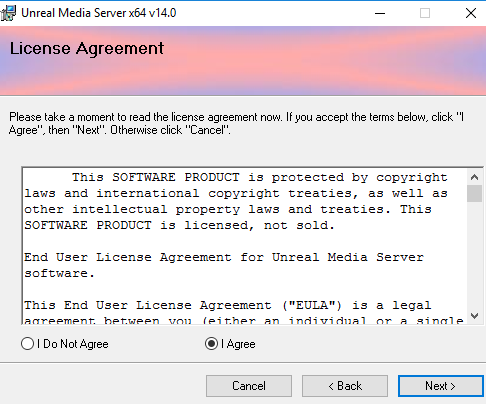 Unreal Media Server x64 v14.0
License Agreement
Please take a moment to read the license agreement now. If you accept the terms below, click "I
Agree", then "Next". Otherwise click "Cancel".
This SOFTWARE PRODUCT is protected by copyright
laws and international copyright treaties, as well as
other intellectual property laws and treaties. This
SOFTWARE PRODUCT is licensed, not sold.
End User License Agreement for Unreal Media Server
software.
This End User License Agreement ("EULA") is a legal
agreement between you (either an individual or a single
I Do Not Agree
I Agree
Cancel
< Back
Next >